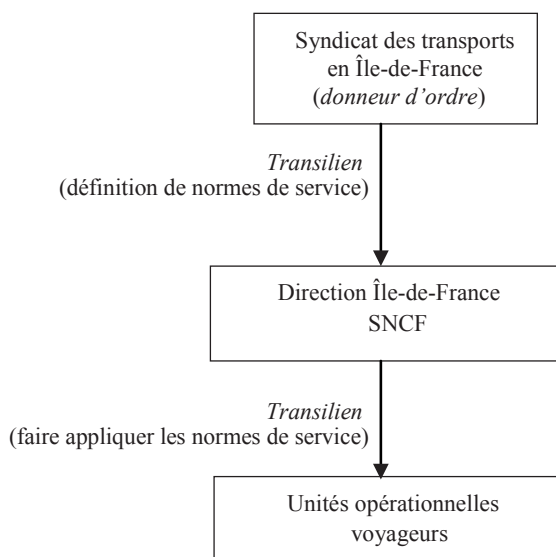 Syndicat des transports
en Île-de-France
(donneur d’ordre)
Transilien
(définition de normes de service)
Direction Île-de-France
SNCF
Transilien
(faire appliquer les normes de service)
Unités opérationnelles
voyageurs